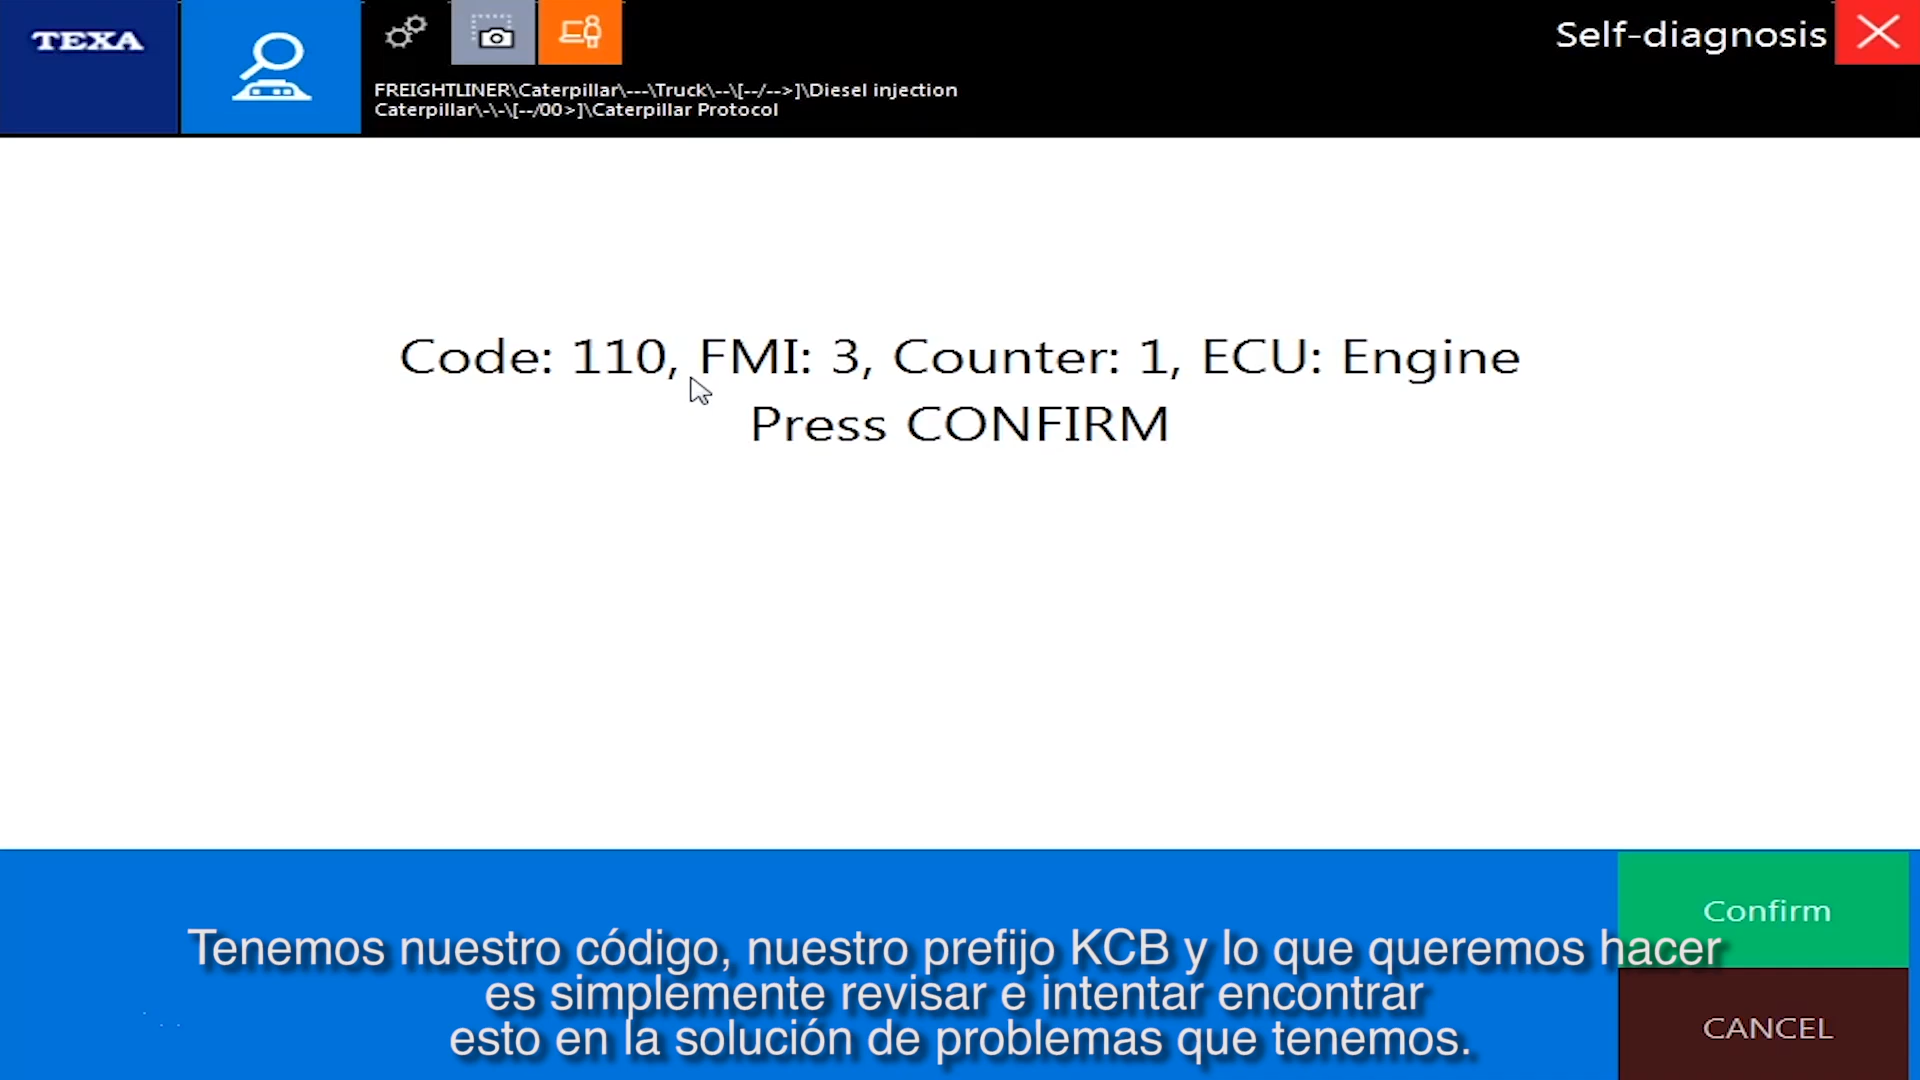 TEXA
Self-diagnosis
FREIGHTLINER\Caterpillar\---\Truck\--\[--/-->]\Diesel injection
Caterpillar\-\-\[--/00>]\Caterpillar Protocol
Code: 110, FMI: 3, Counter: 1, ECU: Engine
Press CONFIRM
Confirm
Tenemos nuestro código, nuestro prefijo KCB y lo que queremos hacer
es simplemente revisar e intentar encontrar
esto en la solución de problemas que tenemos.
CANCEL